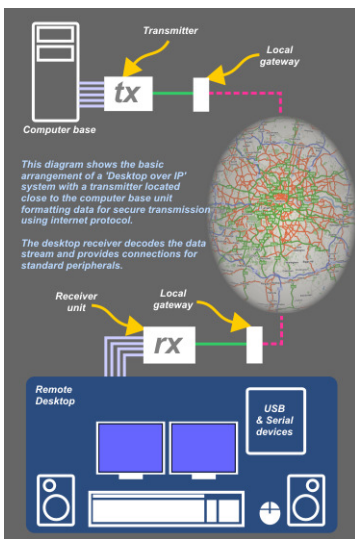 Transmitter
Local
gateway
tx
Computer base
This diagram shows the basic
arrangement of a 'Desktop over IP'
system with a transmitter located
close to the computer base unit
formatting data for secure transmission
using internet protocol.
The desktop receiver decodes the data
stream and provides connections for
standard peripherals.
Receiver
unit
Local
gateway
rx
Remote
Desktop
USB
& Serial
devices